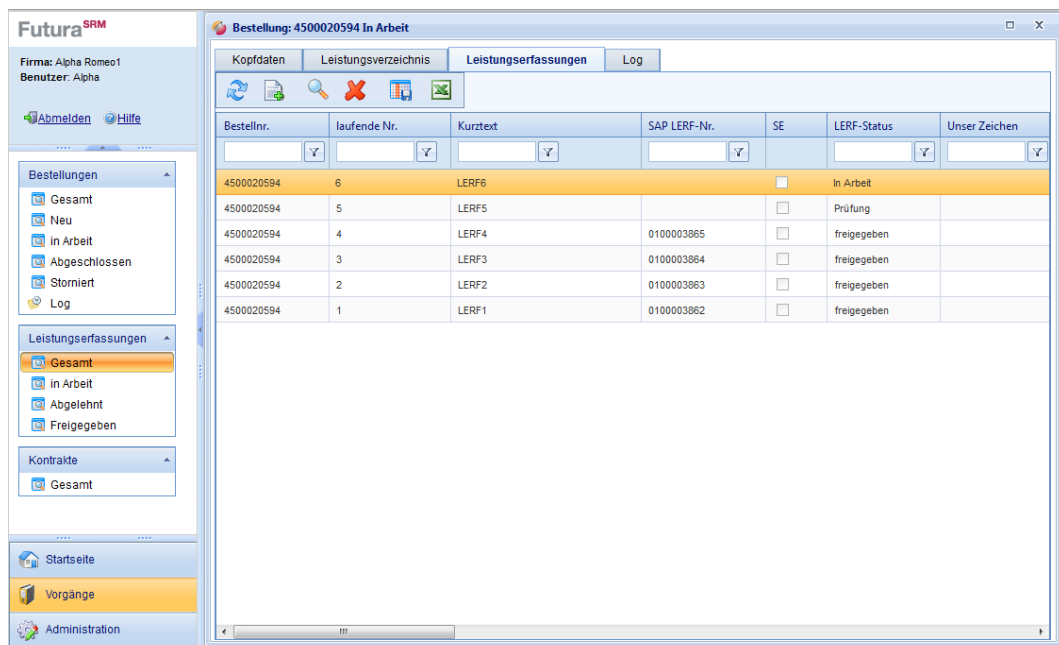 Futura SRM
Firma: Alpha Romeo1
Benutzer: Alpha
Abmelden Hilfe
Bestellungen
Gesamt
Neu
in Arbeit
Abgeschlossen
Storniert
Log
Leistungserfassungen
Gesamt
in Arbeit
Abgelehnt
Freigegeben
Kontrakte
Gesamt
Startseite
Vorgänge
Administration
Bestellung: 4500020594 In Arbeit
Kopfdaten Leistungsverzeichnis Leistungserfassungen Log
Bestellnr. laufende Nr. Kurztext SAP LERF-Nr. SE LERF-Status Unser Zeichen
4500020594 6 LERF6 In Arbeit
4500020594 5 LERF5 Prüfung
4500020594 4 LERF4 0100003865 freigegeben
4500020594 3 LERF3 0100003864 freigegeben
4500020594 2 LERF2 0100003863 freigegeben
4500020594 1 LERF1 0100003862 freigegeben